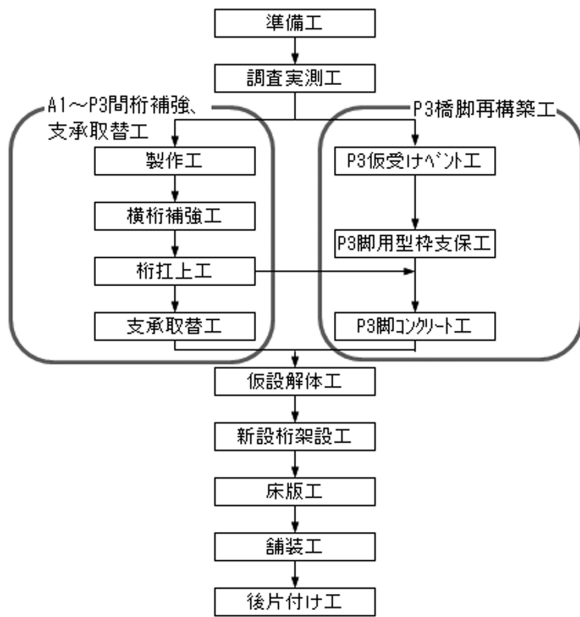 準備工
調査実測工
A1～P3間桁補強、
支承取替工
製作工
横桁補強工
桁扛上工
支承取替工
P3橋脚再構築工
P3仮受けベント工
P3脚用型枠支保工
P3脚コンクリート工
仮設解体工
新設桁架設工
床版工
舗装工
後片付け工